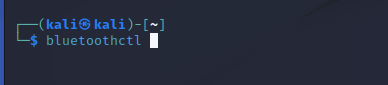 ┌──(kali㉿kali)-[~]
└─$ bluetoothctl